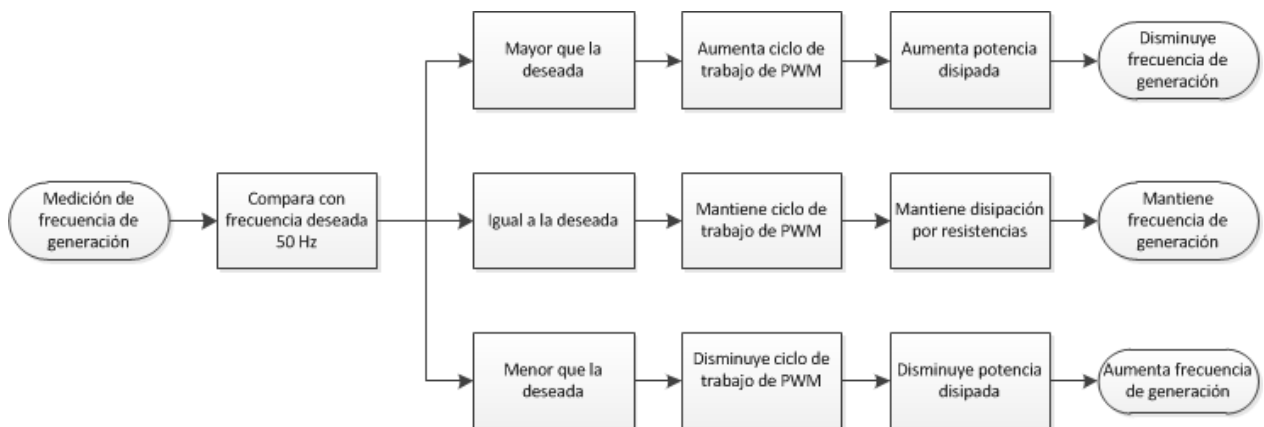 Mayor que la
deseada
Aumenta ciclo de
trabajo de PWM
Aumenta potencia
disipada
Disminuye
frecuencia de
generación
Medición de
frecuencia de
generación
Compara con
frecuencia deseada
50 Hz
Igual a la deseada
Mantiene ciclo de
trabajo de PWM
Mantiene disipación
por resistencias
Mantiene
frecuencia de
generación
Menor que la
deseada
Disminuye ciclo de
trabajo de PWM
Disminuye potencia
disipada
Aumenta frecuencia
de generación